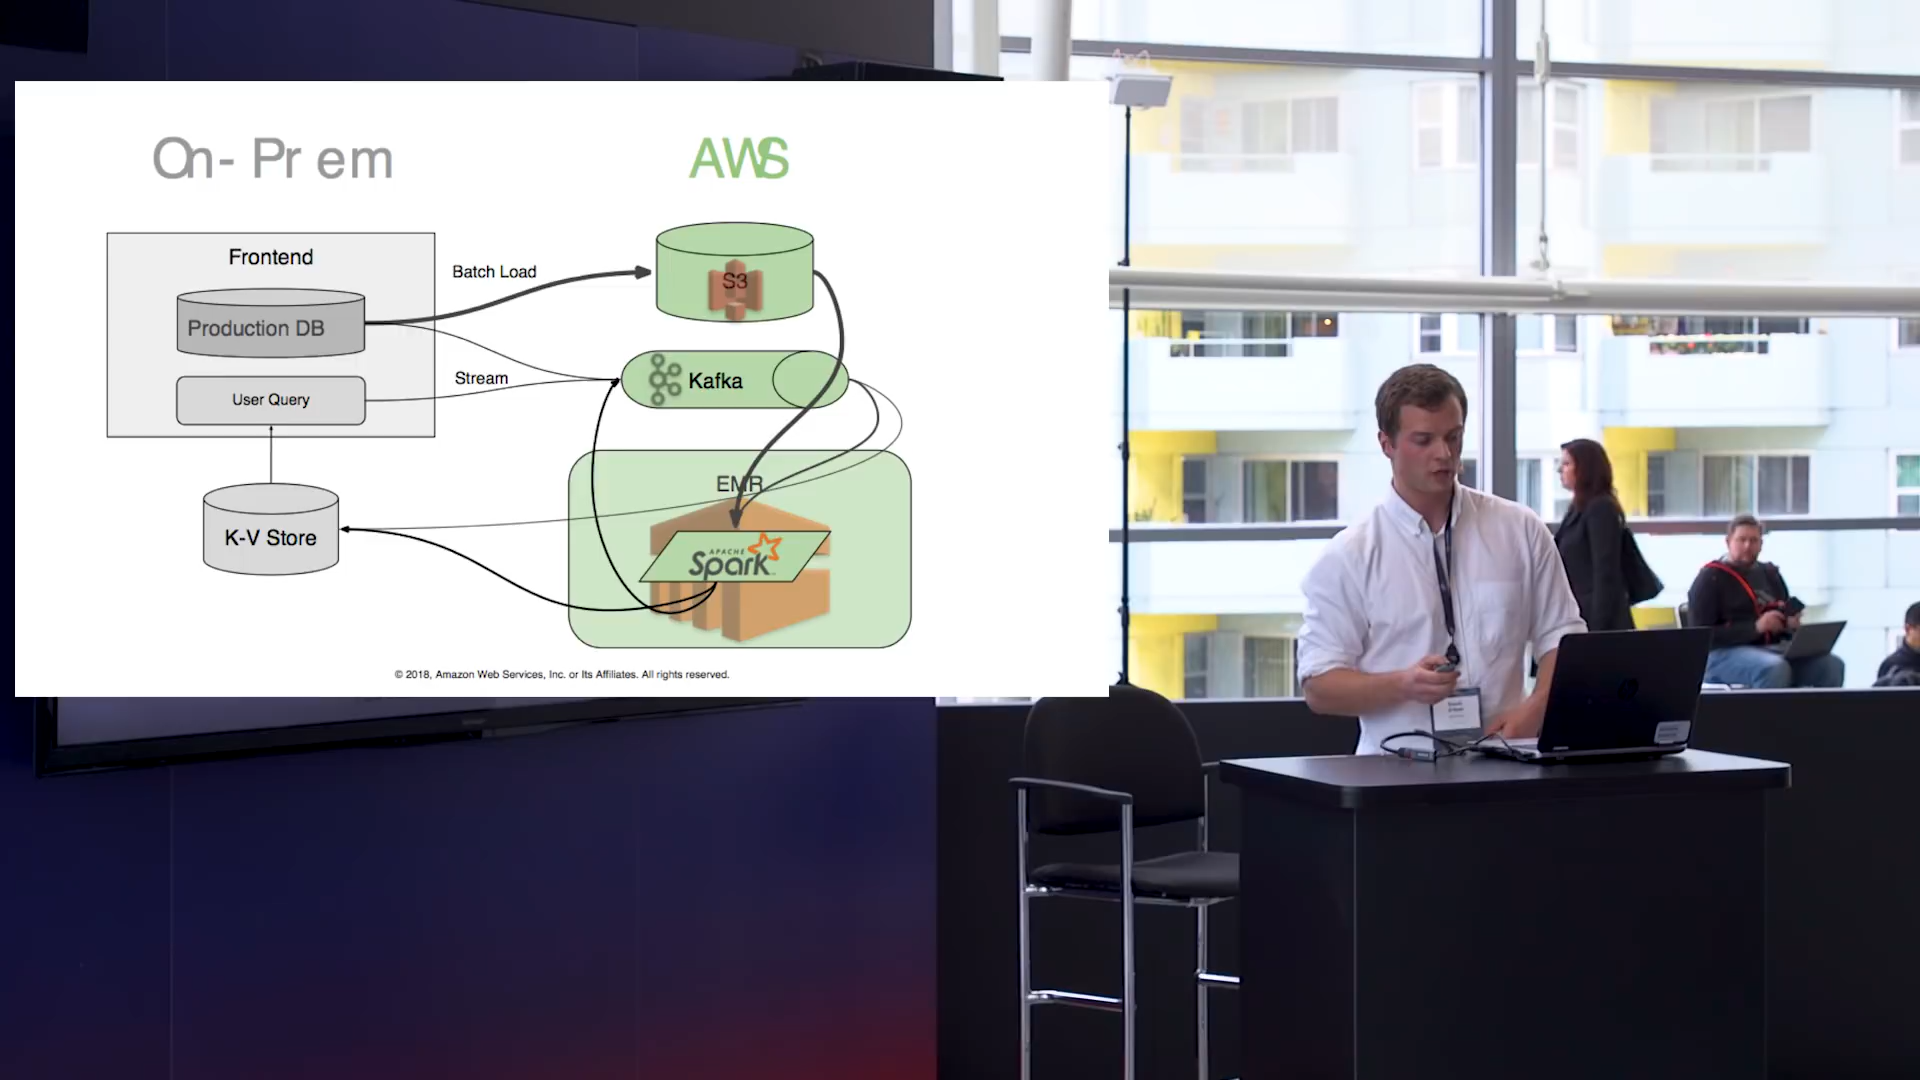 On-Prem
AWS
Frontend
Production DB
User Query
Batch Load
Stream
S3
Kafka
K-V Store
EMR
APACHE
Spark
© 2018, Amazon Web Services, Inc. or Its Affiliates. All rights reserved.